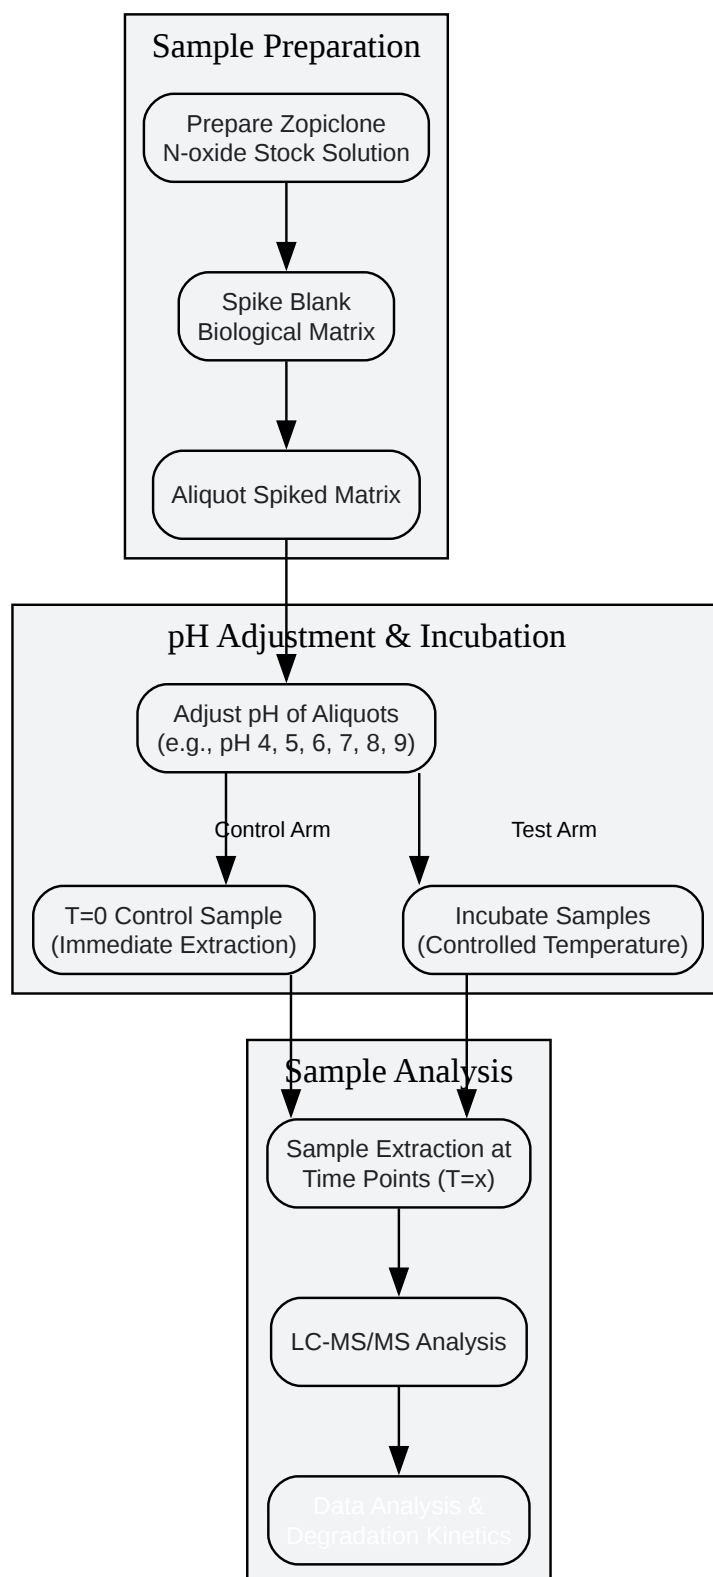 Sample Preparation
Prepare Zopiclone
N-oxide Stock Solution
Spike Blank
Biological Matrix
Aliquot Spiked Matrix
pH Adjustment & Incubation
Adjust pH of Aliquots
(e.g., pH 4, 5, 6, 7, 8, 9)
Control Arm
Test Arm
T=0 Control Sample
(Immediate Extraction)
Incubate Samples
(Controlled Temperature)
Sample Analysis
Sample Extraction at
Time Points (T=x)
LC-MS/MS Analysis
Data Analysis &
Degradation Kinetics